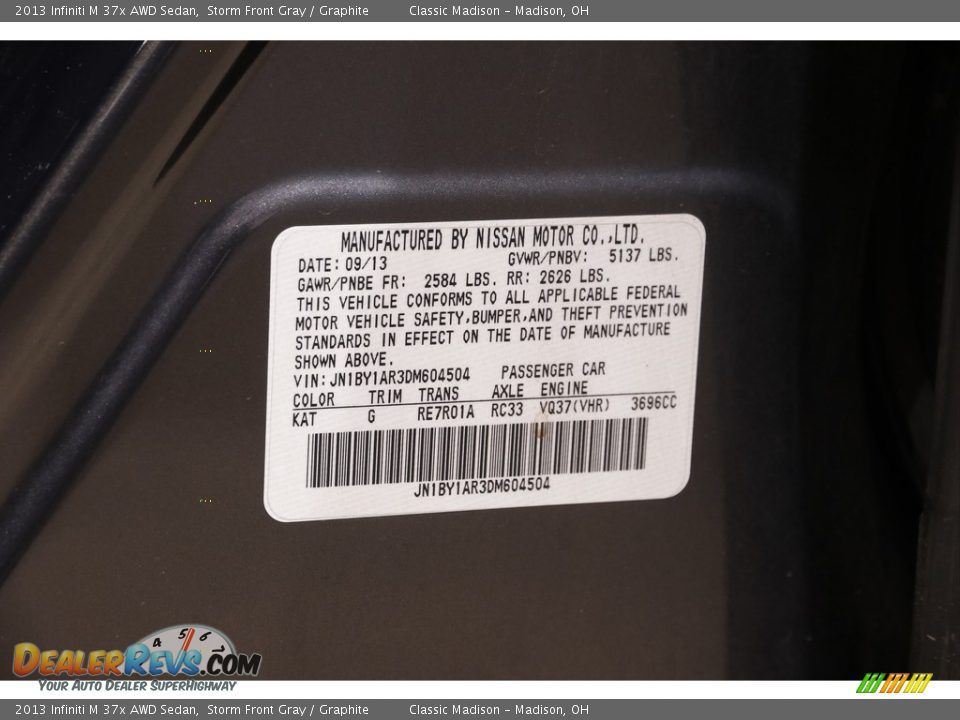 2013 Infiniti M 37x AWD Sedan, Storm Front Gray / Graphite Classic Madison – Madison, OH
MANUFACTURED BY NISSAN MOTOR CO.,LTD.
DATE: 09/13 GVWR/PNBV: 5137 LBS.
GAWR/PNBE FR: 2584 LBS. RR: 2626 LBS.
THIS VEHICLE CONFORMS TO ALL APPLICABLE FEDERAL
MOTOR VEHICLE SAFETY,BUMPER,AND THEFT PREVENTION
STANDARDS IN EFFECT ON THE DATE OF MANUFACTURE
SHOWN ABOVE.
VIN: JN1BY1AR3DM604504 PASSENGER CAR
COLOR TRIM TRANS AXLE ENGINE
KAT G RE7R01A RC33 VQ37(VHR) 3696CC
JN1BY1AR3DM604504
4 5 6
DEALERREVS.COM
YOUR AUTO DEALER SUPERHIGHWAY
2013 Infiniti M 37x AWD Sedan, Storm Front Gray / Graphite Classic Madison – Madison, OH